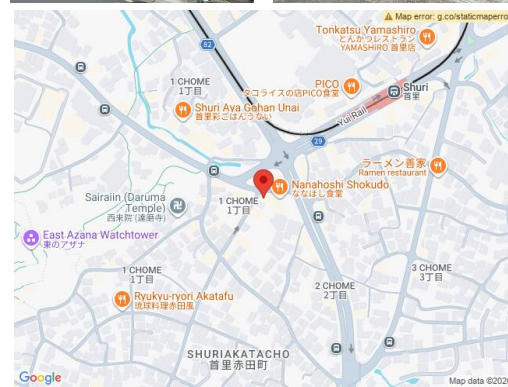 Map error: g.co/staticmaperro
Tonkatsu Yamashiro
とんかつレストラン
YAMASHiRO 首里店
82
1 CHOME
1丁目
PICO
タコライスの店PICO食堂
Shuri
首里
Shuri Aya Gohan Unai
首里彩ごはんうない
Yui Rail
29
ラーメン善家
Ramen restaurant
Nanahoshi Shokudo
ななほし食堂
Sairaiin (Daruma
Temple)
西来院 (達磨寺)
1 CHOME
1丁目
East Azana Watchtower
東のアザナ
1 CHOME
1丁目
3 CHOME
3丁目
2 CHOME
2丁目
Ryukyu-ryori Akatafu
琉球料理赤田風
SHURIAKATACHO
首里赤田町
Google
Map data ©202